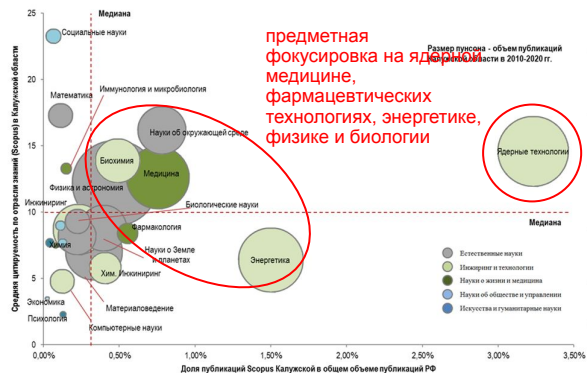 Медиана
предметная
фокусировка на ядерной
медицине,
фармацевтических
технологиях, энергетике,
физике и биологии
Размер пунсона - объем публикаций
Калужской области в 2010-2020 гг.
Средняя цитируемость по отрасли знаний (Scopus) в Калужской области
25
20
15
10
5
0
Социальные науки
Иммунология и микробиология
Математика
Науки об окружающей среде
Биохимия
Медицина
Ядерные технологии
Физика и астрономия
Инжиниринг
Биологические науки
Медиана
Фармакология
Химия
Науки о Земле
и планетах
Хим. Инжиниринг
Энергетика
Экономика
Материаловедение
Психология
Компьютерные науки
Естественные науки
Инжиринг и технологии
Науки о жизни и медицины
Науки об обществе и управлении
Искусства и гуманитарные науки
0,00%
0,50%
1,00%
1,50%
2,00%
2,50%
3,00%
3,50%
Доля публикаций Scopus Калужской в общем объеме публикаций РФ